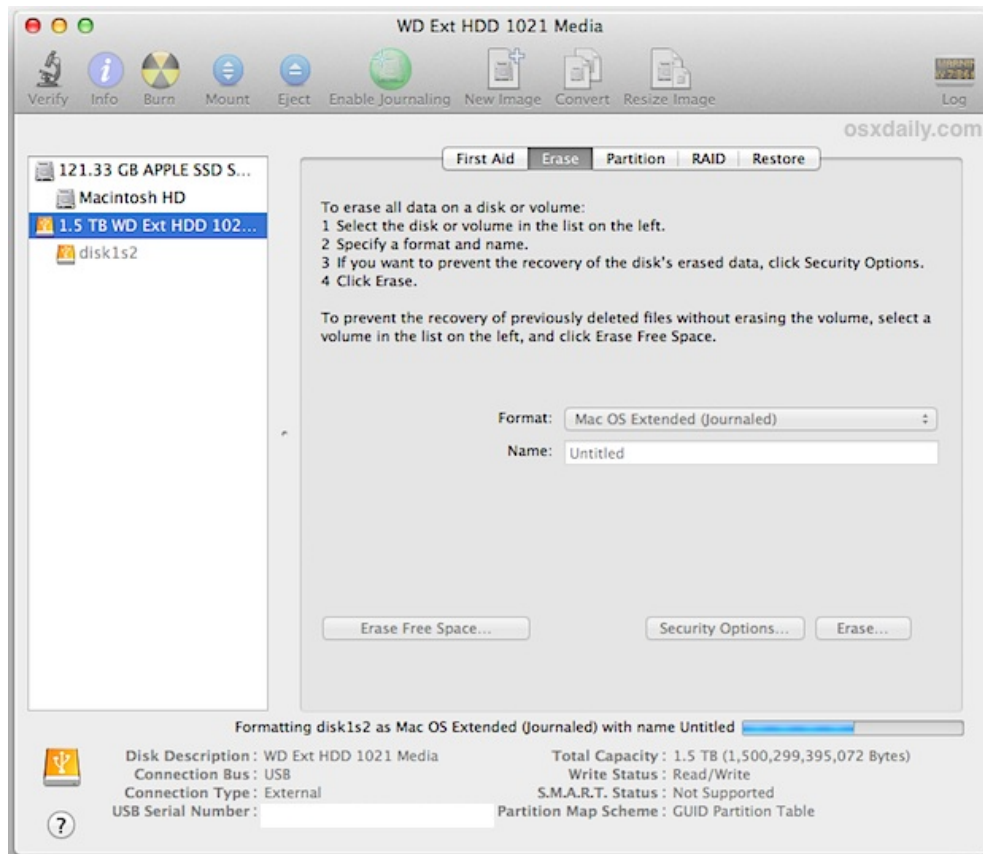 WD Ext HDD 1021 Media
Verify Info Burn Mount Eject Enable Journaling New Image Convert Resize Image Log
osxdaily.com
121.33 GB APPLE SSD S...
Macintosh HD
1.5 TB WD Ext HDD 102...
disk1s2
First Aid Erase Partition RAID Restore
To erase all data on a disk or volume:
1 Select the disk or volume in the list on the left.
2 Specify a format and name.
3 If you want to prevent the recovery of the disk's erased data, click Security Options.
4 Click Erase.
To prevent the recovery of previously deleted files without erasing the volume, select a
volume in the list on the left, and click Erase Free Space.
Format: Mac OS Extended (Journaled)
Name: Untitled
Erase Free Space... Security Options... Erase...
Formatting disk1s2 as Mac OS Extended (Journaled) with name Untitled
Disk Description : WD Ext HDD 1021 Media Total Capacity : 1.5 TB (1,500,299,395,072 Bytes)
Connection Bus : USB Write Status : Read/Write
Connection Type : External S.M.A.R.T. Status : Not Supported
USB Serial Number : Partition Map Scheme : GUID Partition Table
?